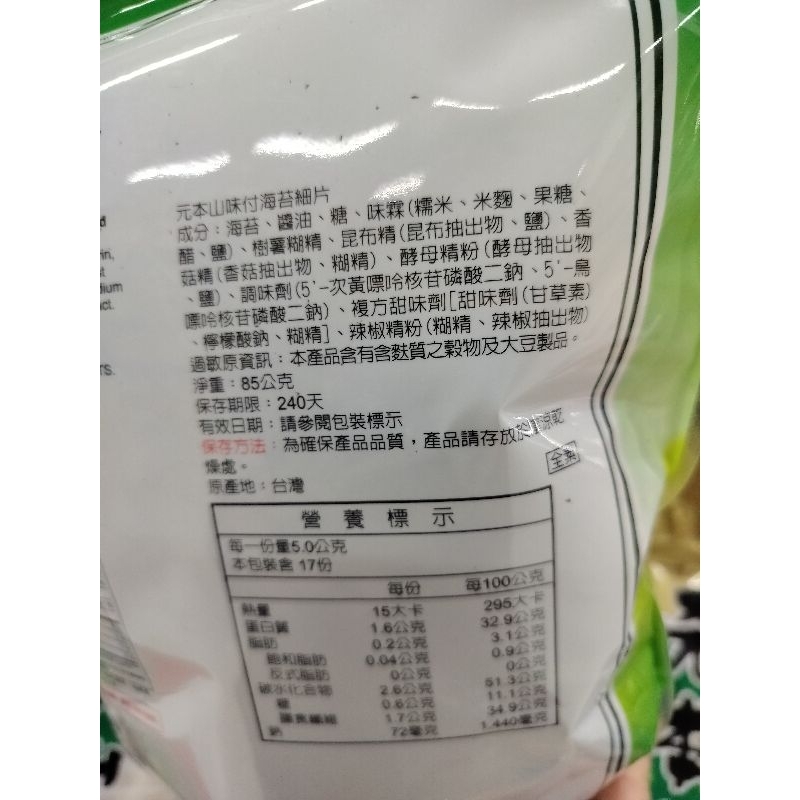 元本山味付海苔細片
成分：海苔、醬油、糖、味霖(糯米、米麴、果糖、
醋、鹽)、樹薯糊精、昆布精(昆布抽出物、鹽)、香
菇精(香菇抽出物、糊精)、酵母精粉(酵母抽出物
、鹽)、調味劑(5'-次黃嘌呤核苷磷酸二鈉、5'-鳥
嘌呤核苷磷酸二鈉)、複方甜味劑[甜味劑(甘草素)
、檸檬酸鈉、糊精]、辣椒精粉(糊精、辣椒抽出物)
過敏原資訊：本產品含有含麩質之穀物及大豆製品。
淨重：85公克
保存期限：240天
有效日期：請參閱包裝標示
保存方法：為確保產品品質，產品請存放於陰涼乾
燥處。
全素
原產地：台灣
營養標示
每一份量5.0公克
本包裝含 17份
每份 每100公克
熱量 15大卡 295大卡
蛋白質 1.6公克 32.9公克
脂肪 0.2公克 3.1公克
飽和脂肪 0.04公克 0.9公克
反式脂肪 0公克 0公克
碳水化合物 2.6公克 51.3公克
糖 0.6公克 11.1公克
膳食纖維 1.7公克 34.9公克
鈉 72毫克 1,440毫克